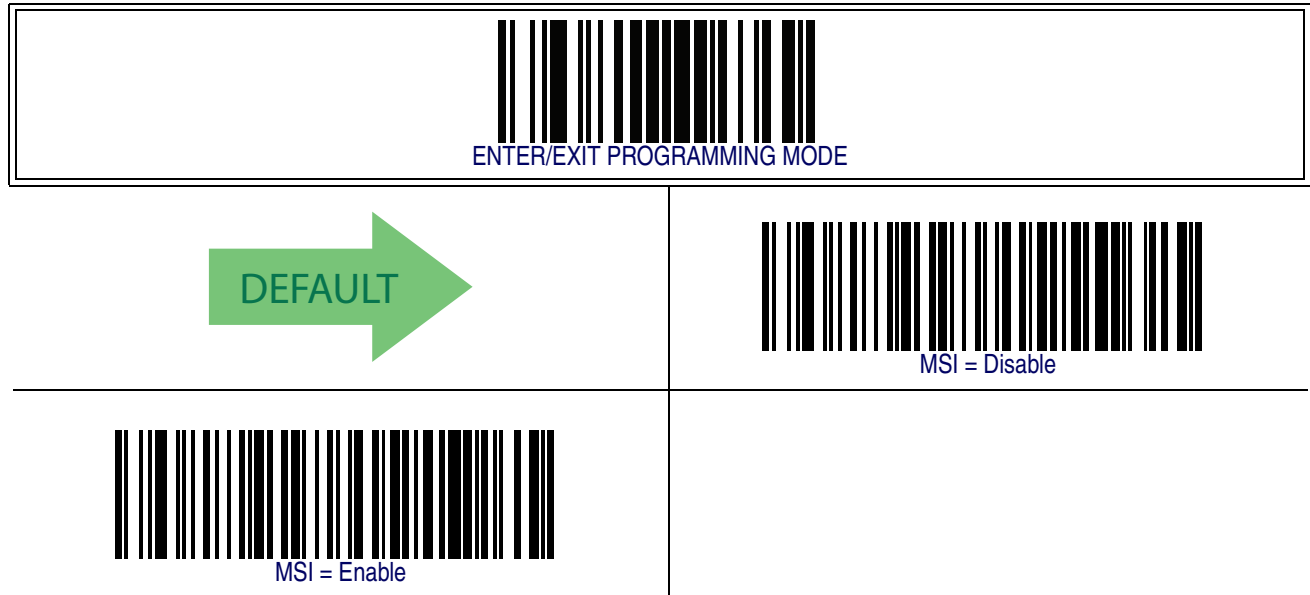 ENTER/EXIT PROGRAMMING MODE
DEFAULT
MSI = Disable
MSI = Enable